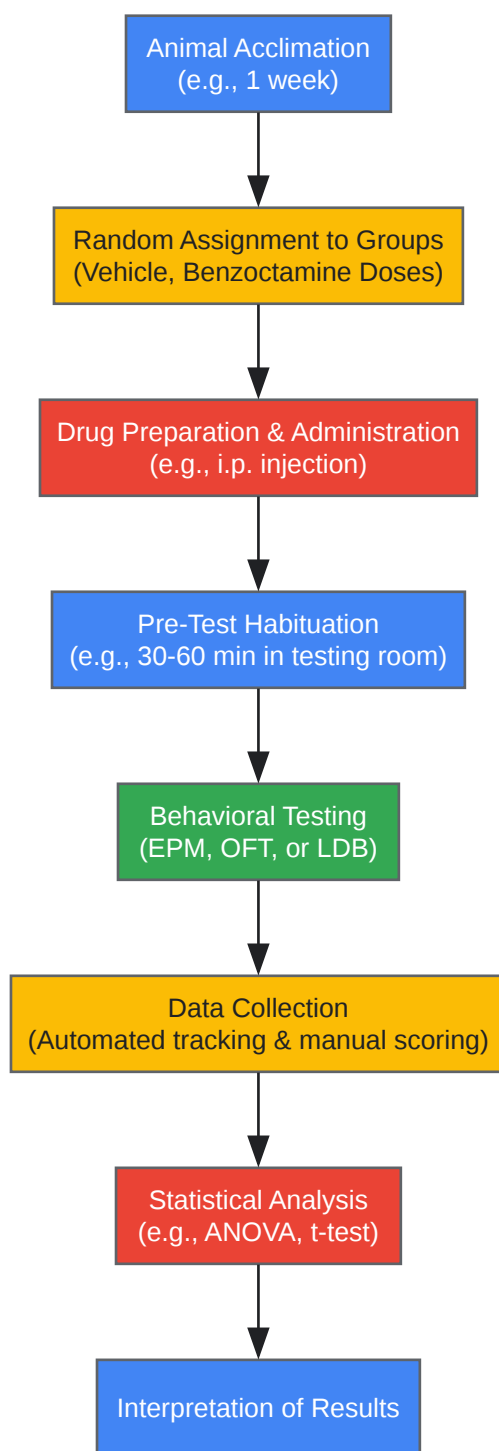 Animal Acclimation
(e.g., 1 week)
Random Assignment to Groups
(Vehicle, Benzoctamine Doses)
Drug Preparation & Administration
(e.g., i.p. injection)
Pre-Test Habituation
(e.g., 30-60 min in testing room)
Behavioral Testing
(EPM, OFT, or LDB)
Data Collection
(Automated tracking & manual scoring)
Statistical Analysis
(e.g., ANOVA, t-test)
Interpretation of Results